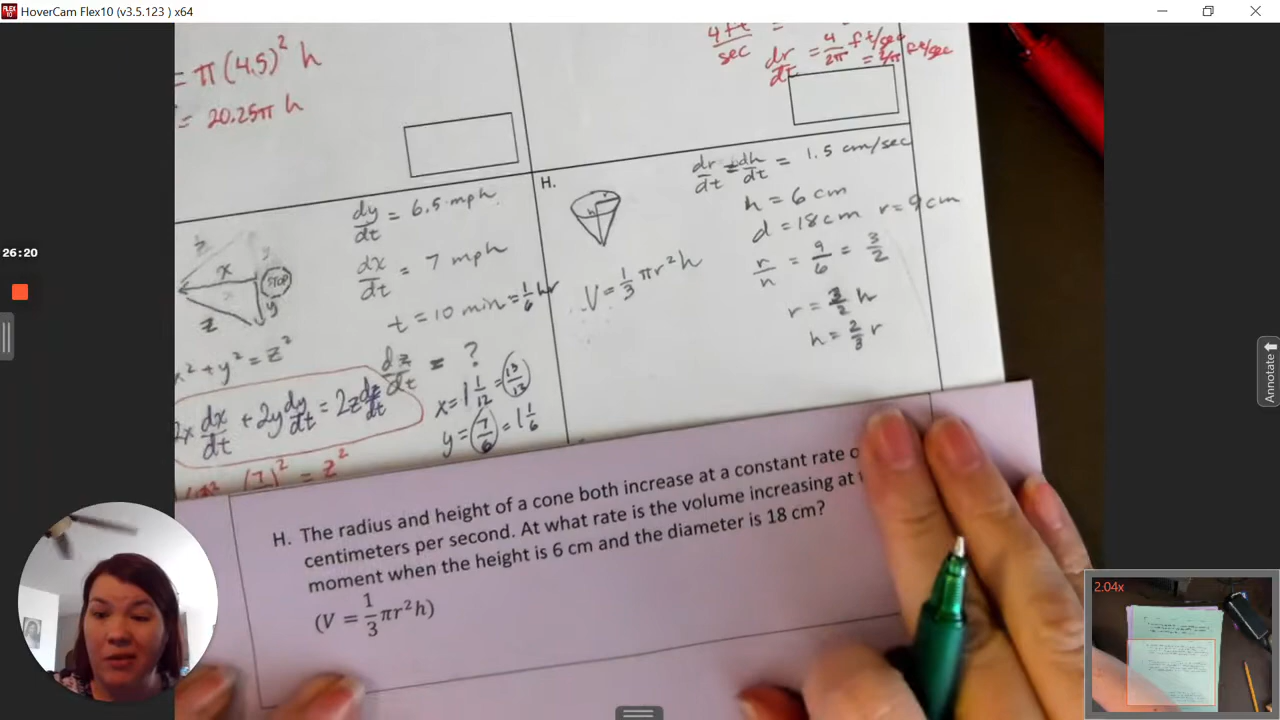 HoverCam Flex10 (v3.5.123) x64
= π(4.5)² h
= 20.25π h
4 ft/sec =
dr/dt = 4/2π ft/sec
= 2/π ft/sec
26:20
dy/dt = 6.5 mph
dx/dt = 7 mph
t = 10 min = 1/6 hr
z
x
STOP
y
z
x² + y² = z²
dz/dt = ?
2x dx/dt + 2y dy/dt = 2z dz/dt
x = 1 1/12 = 13/12
y = 7/6 = 1 1/6
(7)² = z²
H.
V = 1/3 πr²h
dr/dt = dh/dt = 1.5 cm/sec
h = 6 cm
d = 18 cm r = 9 cm
r/h = 9/6 = 3/2
r = 3/2 h
h = 2/3 r
H. The radius and height of a cone both increase at a constant rate
centimeters per second. At what rate is the volume increasing at
moment when the height is 6 cm and the diameter is 18 cm?
(V = 1/3 πr²h)
Annotate
2.04x